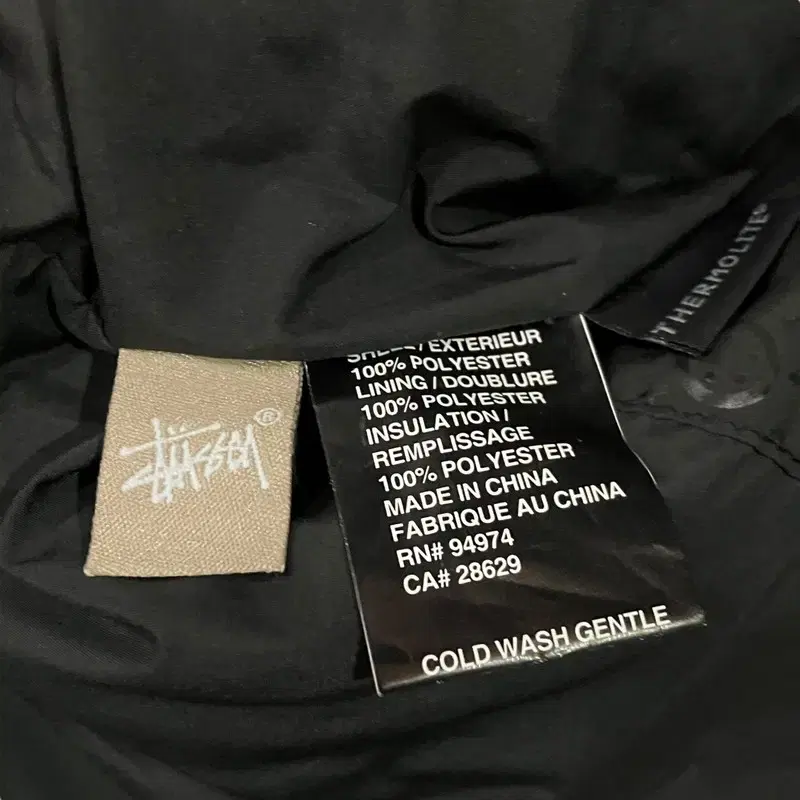 THERMOLITE®
STÜSSY®
SHELL/EXTERIEUR
100% POLYESTER
LINING / DOUBLURE
100% POLYESTER
INSULATION /
REMPLISSAGE
100% POLYESTER
MADE IN CHINA
FABRIQUE AU CHINA
RN# 94974
CA# 28629
COLD WASH GENTLE